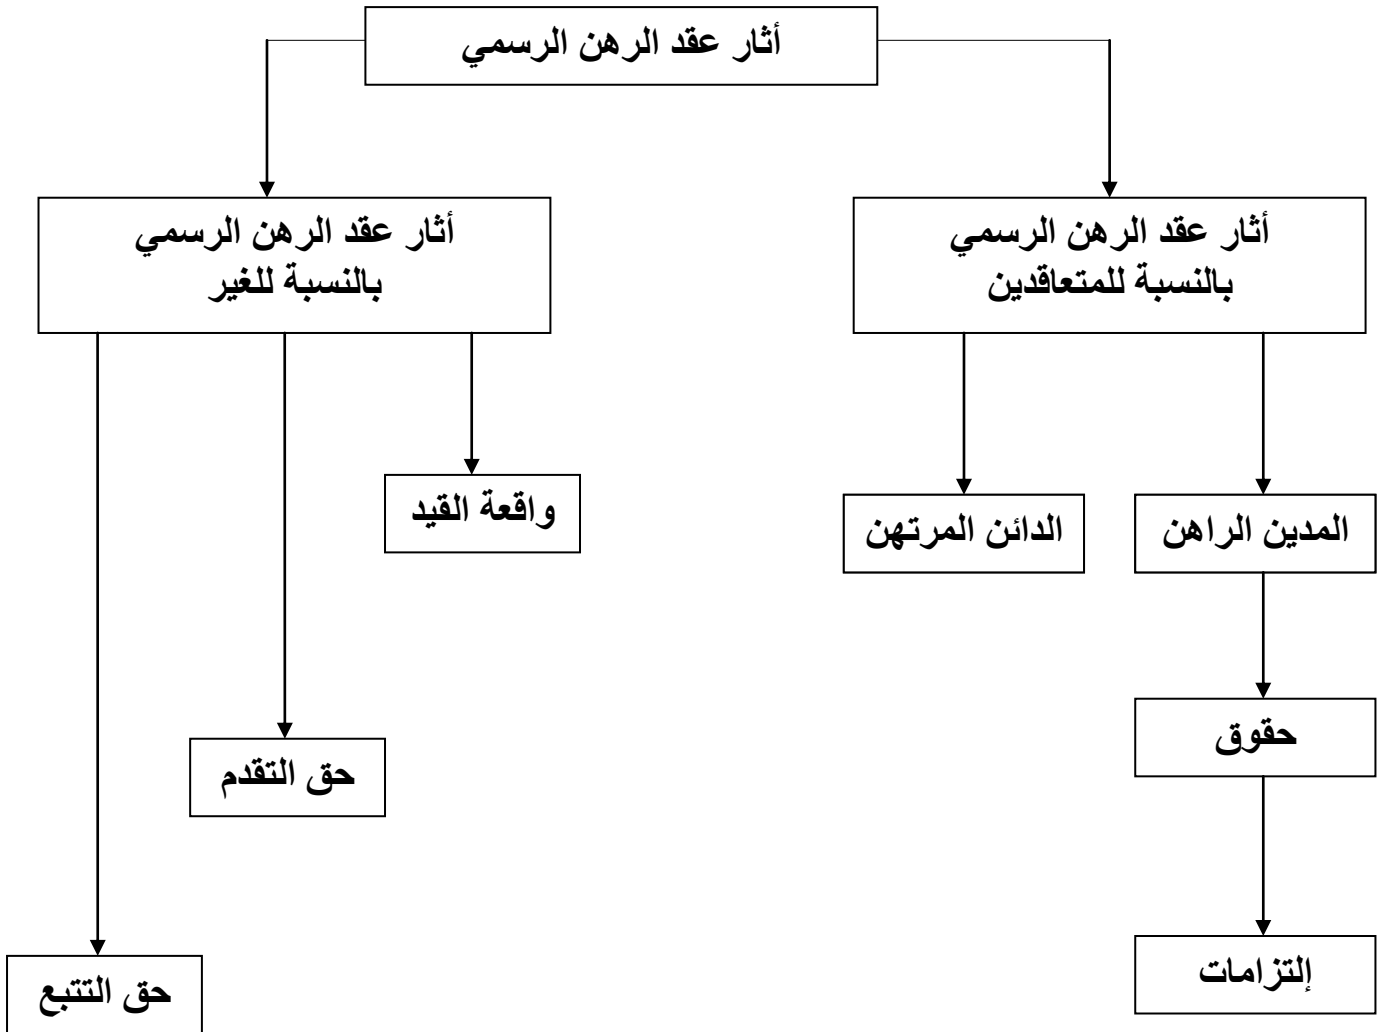 أثار عقد الرهن الرسمي
أثار عقد الرهن الرسمي
بالنسبة للمتعاقدين
أثار عقد الرهن الرسمي
بالنسبة للغير
المدين الراهن
الدائن المرتهن
واقعة القيد
حقوق
حق التقدم
إلتزامات
حق التتبع